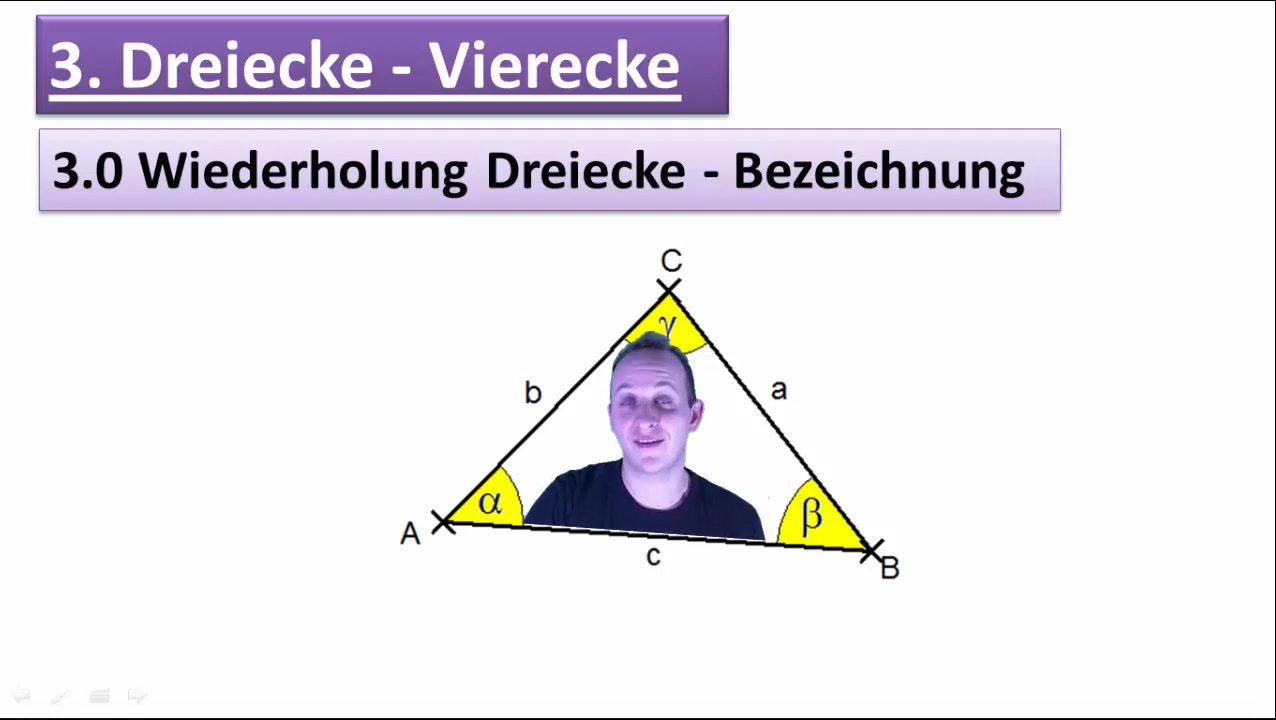 3. Dreiecke - Vierecke
3.0 Wiederholung Dreiecke - Bezeichnung
C
γ
b
a
α
β
A
c
B